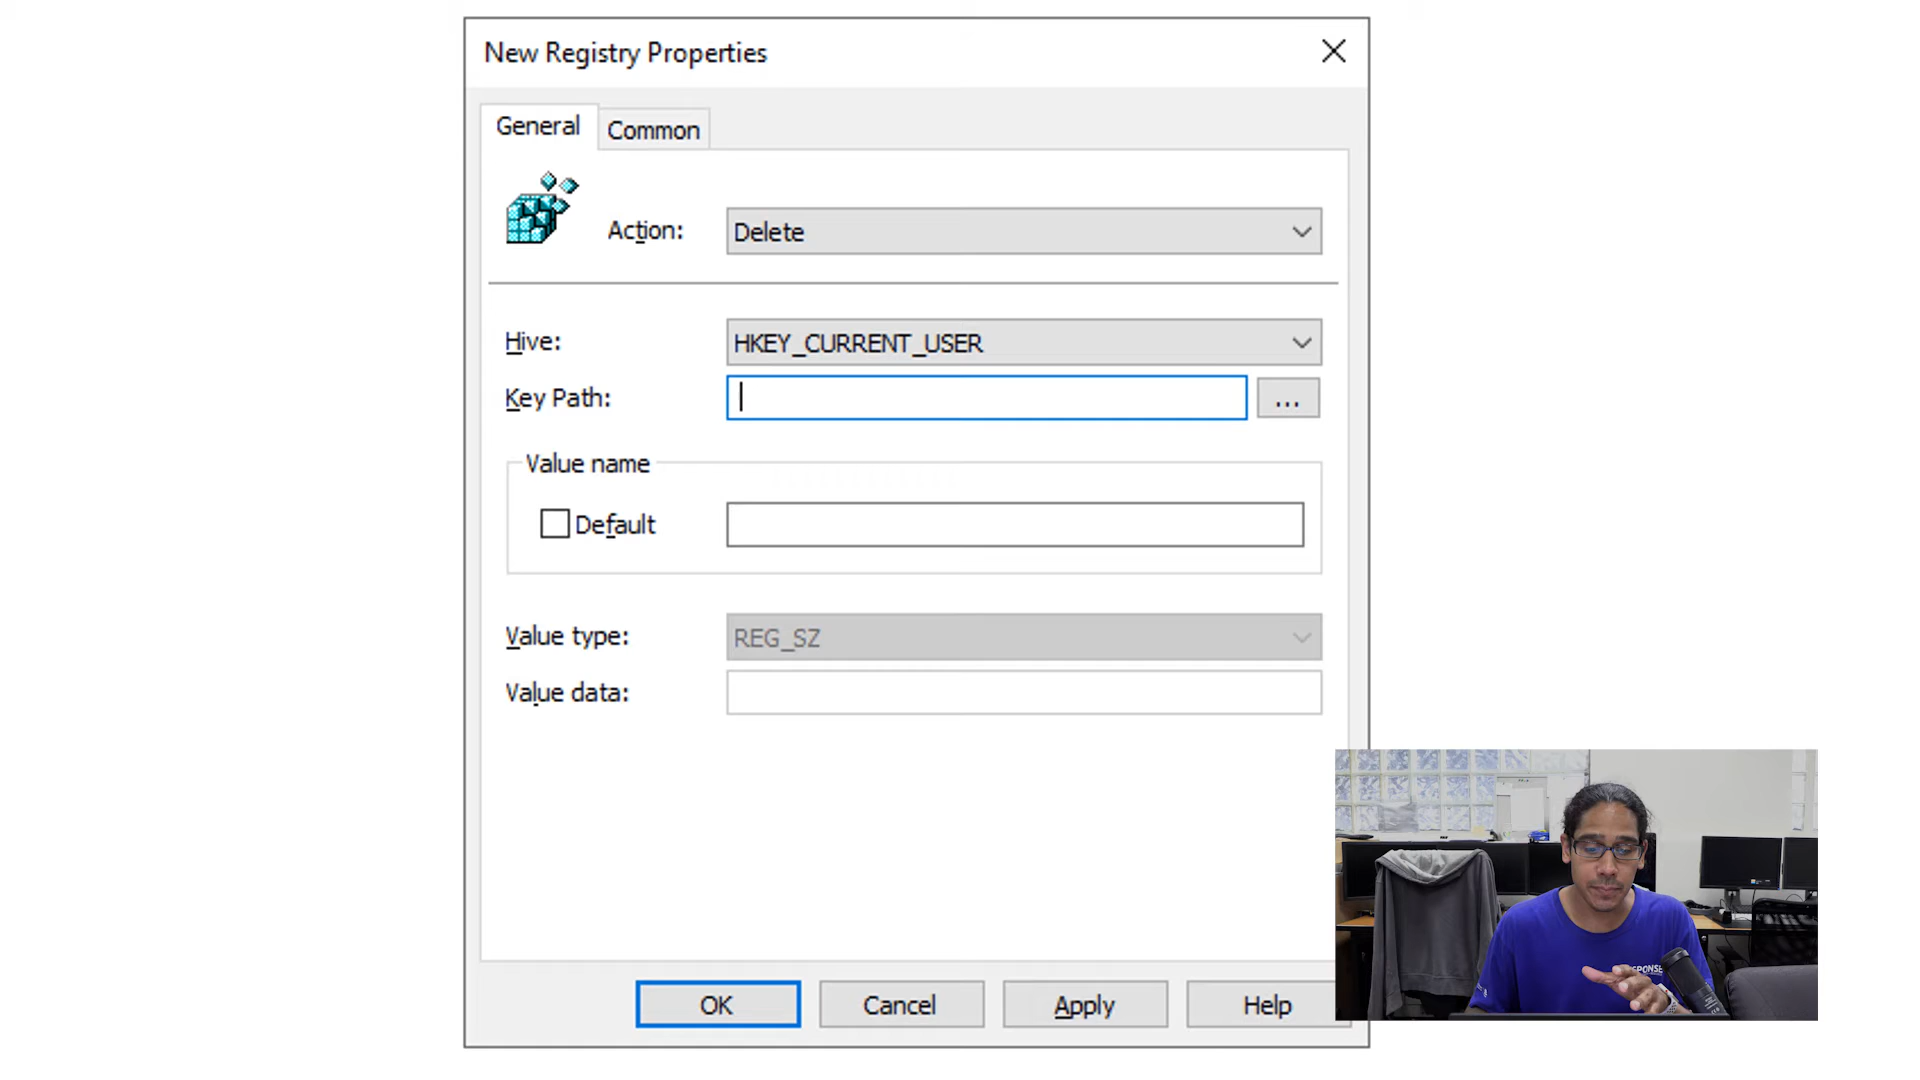 New Registry Properties
General
Common
Action:
Delete
Hive:
HKEY_CURRENT_USER
Key Path:
...
Value name
Default
Value type:
REG_SZ
Value data:
OK
Cancel
Apply
Help